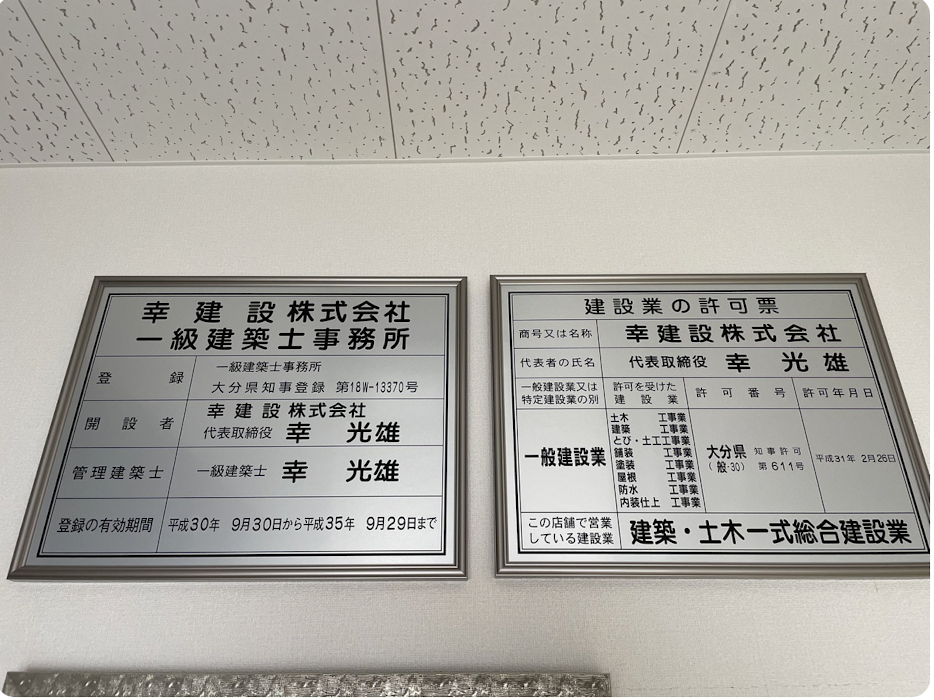 幸建設株式会社
一級建築士事務所
登録
一級建築士事務所
大分県知事登録 第18W-13370号
開設者
幸建設株式会社
代表取締役 幸 光雄
管理建築士
一級建築士 幸 光雄
登録の有効期間
平成30年 9月30日から平成35年 9月29日まで
建設業の許可票
商号又は名称
幸建設株式会社
代表者の氏名
代表取締役 幸 光雄
一般建設業又は
特定建設業の別
許可を受けた
建設業
許可番号
許可年月日
一般建設業
土木 工事業
建築 工事業
とび・土工工事業
舗装 工事業
塗装 工事業
屋根 工事業
防水 工事業
内装仕上 工事業
大分県 知事許可
(般-30) 第611号
平成31年 2月26日
この店舗で営業
している建設業
建築・土木一式総合建設業